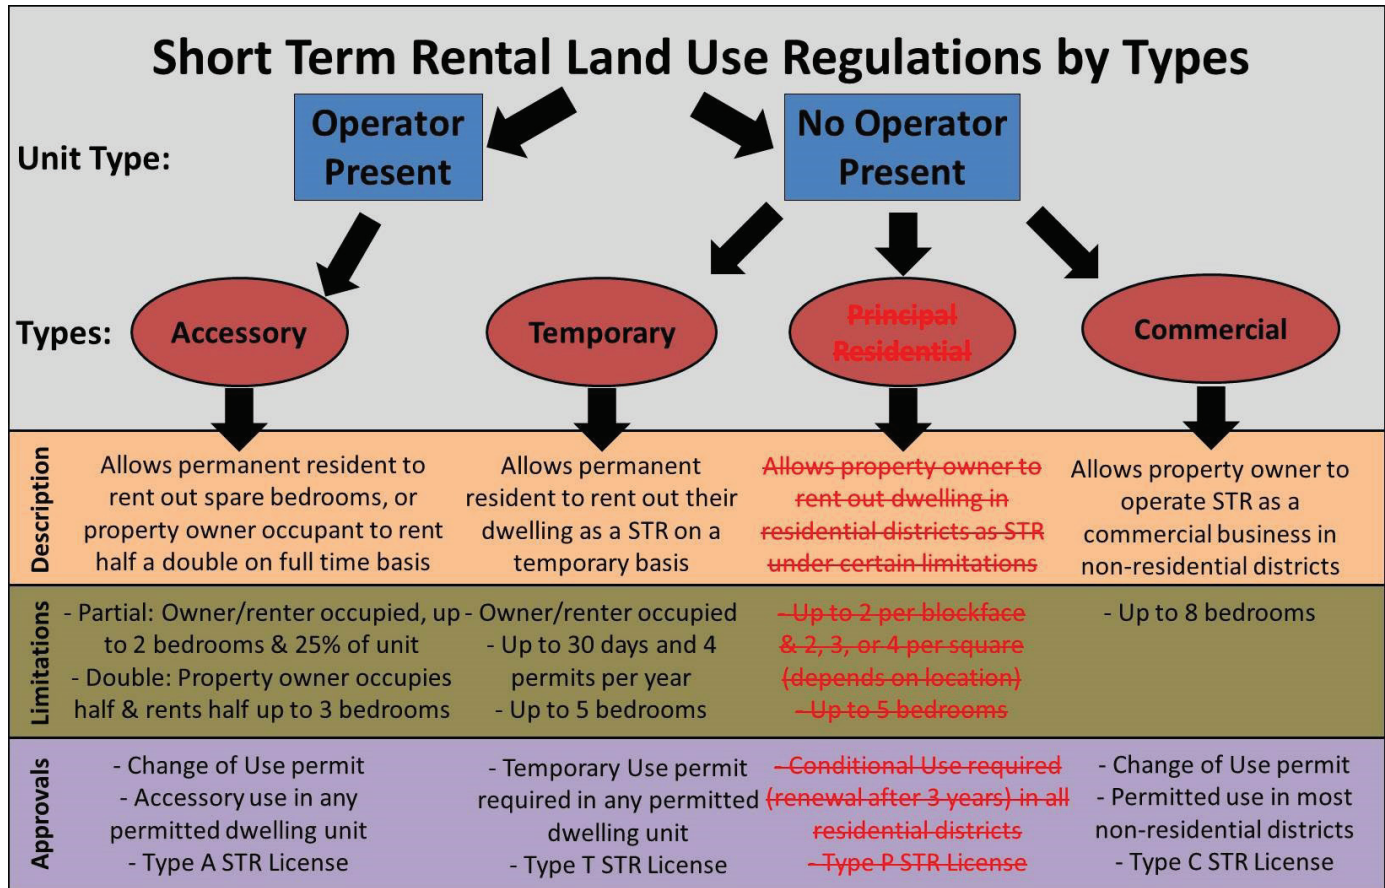 Short Term Rental Land Use Regulations by Types
Unit Type:
Operator
Present
No Operator
Present
Types:
Accessory
Temporary
Principal
Residential
Commercial
Description
Allows permanent resident to
rent out spare bedrooms, or
property owner occupant to rent
half a double on full time basis
Allows permanent
resident to rent out their
dwelling as a STR on a
temporary basis
Allows property owner to
rent out dwelling in
residential districts as STR
under certain limitations
Allows property owner to
operate STR as a
commercial business in
non-residential districts
Limitations
- Partial: Owner/renter occupied, up
to 2 bedrooms & 25% of unit
- Double: Property owner occupies
half & rents half up to 3 bedrooms
- Owner/renter occupied
- Up to 30 days and 4
permits per year
- Up to 5 bedrooms
- Up to 2 per blockface
& 2, 3, or 4 per square
(depends on location)
- Up to 5 bedrooms
- Up to 8 bedrooms
Approvals
- Change of Use permit
- Accessory use in any
permitted dwelling unit
- Type A STR License
- Temporary Use permit
required in any permitted
dwelling unit
- Type T STR License
- Conditional Use required
(renewal after 3 years) in all
residential districts
- Type P STR License
- Change of Use permit
- Permitted use in most
non-residential districts
- Type C STR License